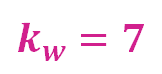 k_w = 7